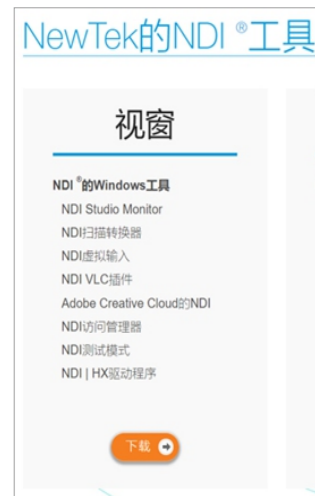 NewTek的NDI ®工具
视窗
NDI ®的Windows工具
NDI Studio Monitor
NDI扫描转换器
NDI虚拟输入
NDI VLC插件
Adobe Creative Cloud的NDI
NDI访问管理器
NDI测试模式
NDI | HX驱动程序
下载